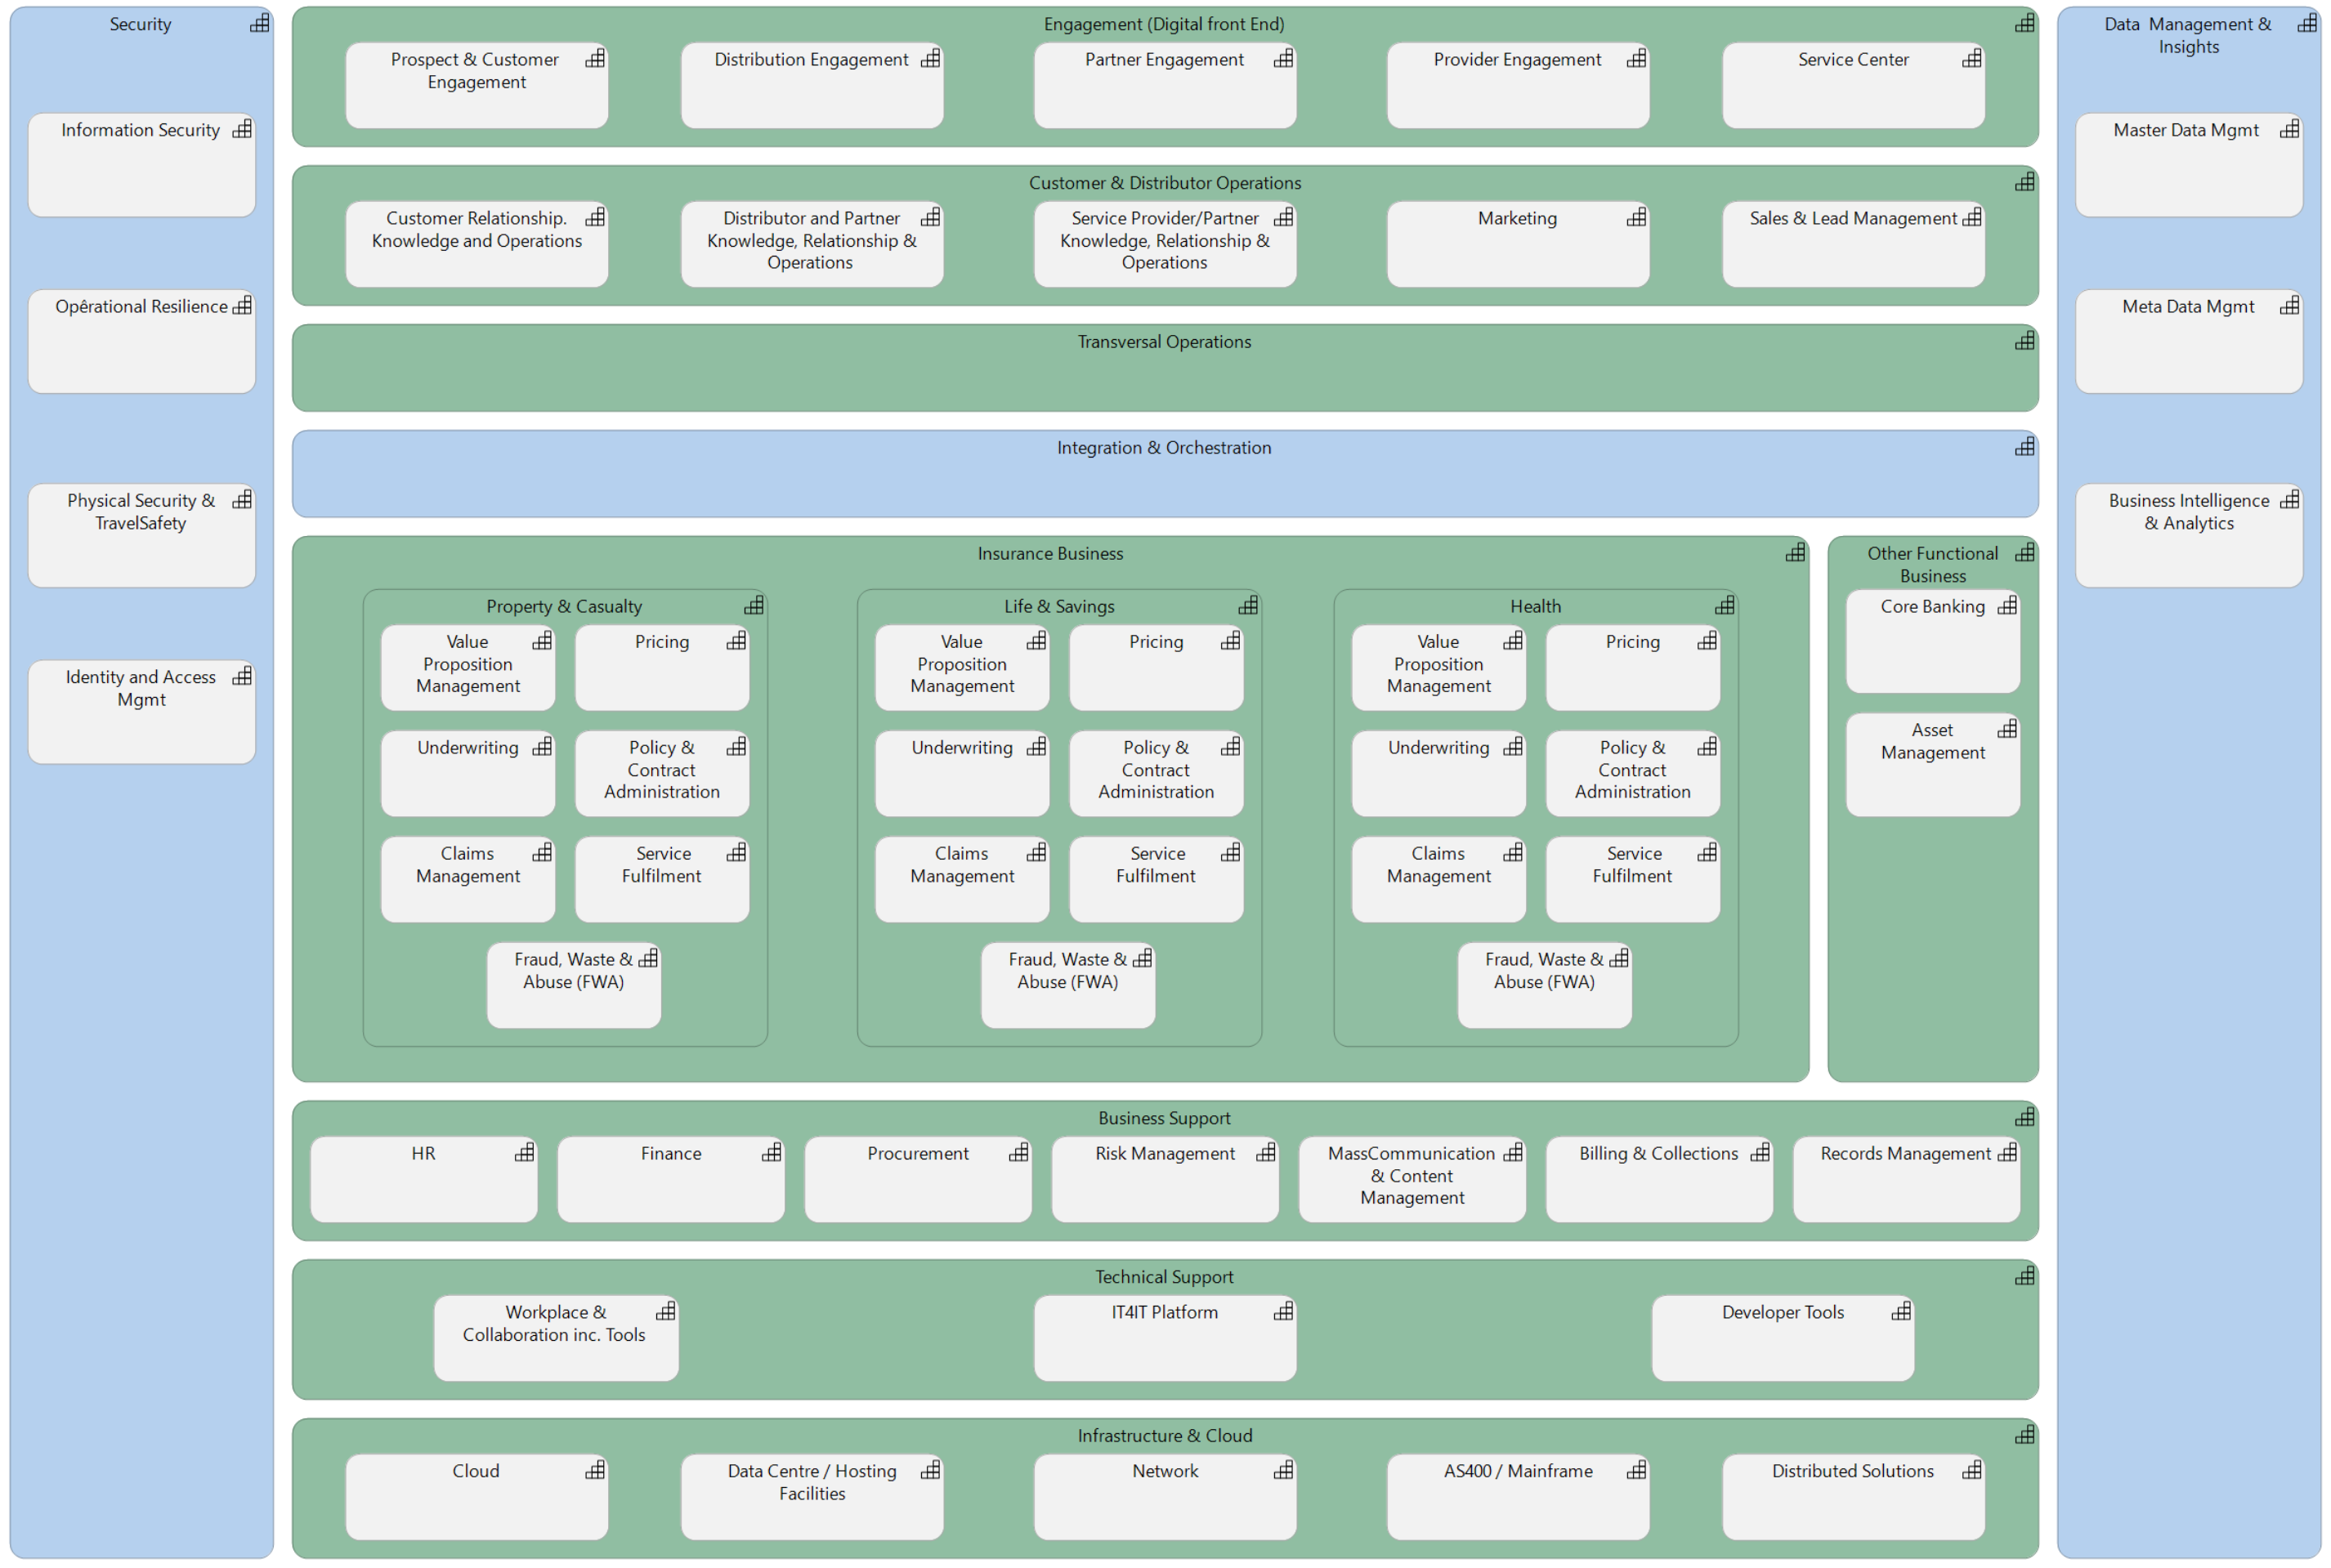 Security
Information Security
Opêrational Resilience
Physical Security &
TravelSafety
Identity and Access
Mgmt
Engagement (Digital front End)
Prospect & Customer
Engagement
Distribution Engagement
Partner Engagement
Provider Engagement
Service Center
Customer & Distributor Operations
Customer Relationship.
Knowledge and Operations
Distributor and Partner
Knowledge, Relationship &
Operations
Service Provider/Partner
Knowledge, Relationship &
Operations
Marketing
Sales & Lead Management
Transversal Operations
Integration & Orchestration
Insurance Business
Property & Casualty
Value
Proposition
Management
Pricing
Underwriting
Policy &
Contract
Administration
Claims
Management
Service
Fulfilment
Fraud, Waste &
Abuse (FWA)
Life & Savings
Value
Proposition
Management
Pricing
Underwriting
Policy &
Contract
Administration
Claims
Management
Service
Fulfilment
Fraud, Waste &
Abuse (FWA)
Health
Value
Proposition
Management
Pricing
Underwriting
Policy &
Contract
Administration
Claims
Management
Service
Fulfilment
Fraud, Waste &
Abuse (FWA)
Other Functional
Business
Core Banking
Asset
Management
Business Support
HR
Finance
Procurement
Risk Management
MassCommunication
& Content
Management
Billing & Collections
Records Management
Technical Support
Workplace &
Collaboration inc. Tools
IT4IT Platform
Developer Tools
Infrastructure & Cloud
Cloud
Data Centre / Hosting
Facilities
Network
AS400 / Mainframe
Distributed Solutions
Data  Management &
Insights
Master Data Mgmt
Meta Data Mgmt
Business Intelligence
& Analytics